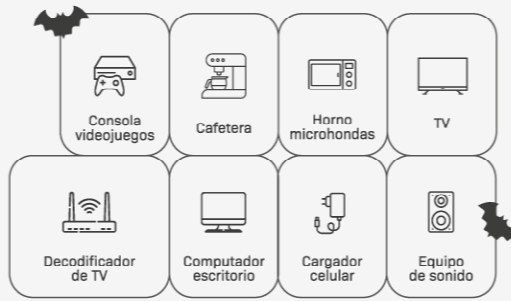 Consola
videojuegos
Cafetera
Horno
microhondas
TV
Decodificador
de TV
Computador
escritorio
Cargador
celular
Equipo
de sonido